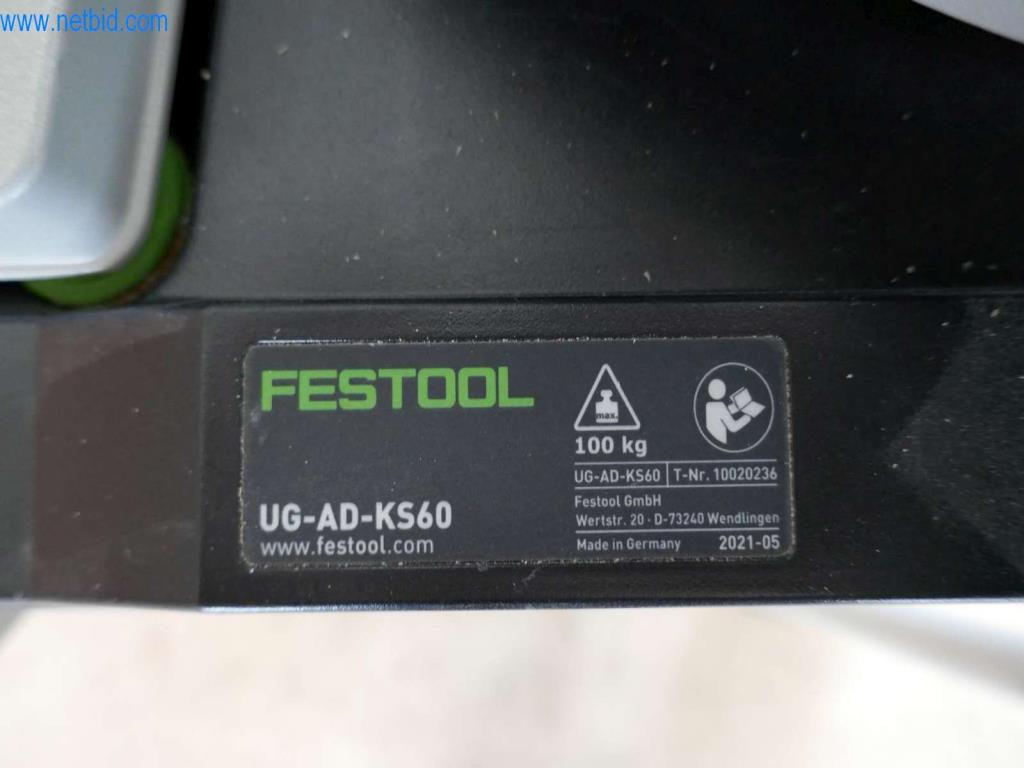 www.netbid.com
FESTOOL
max.
100 kg
UG-AD-KS60 T-Nr. 10020236
Festool GmbH
Wertstr. 20 · D-73240 Wendlingen
Made in Germany 2021-05
UG-AD-KS60
www.festool.com